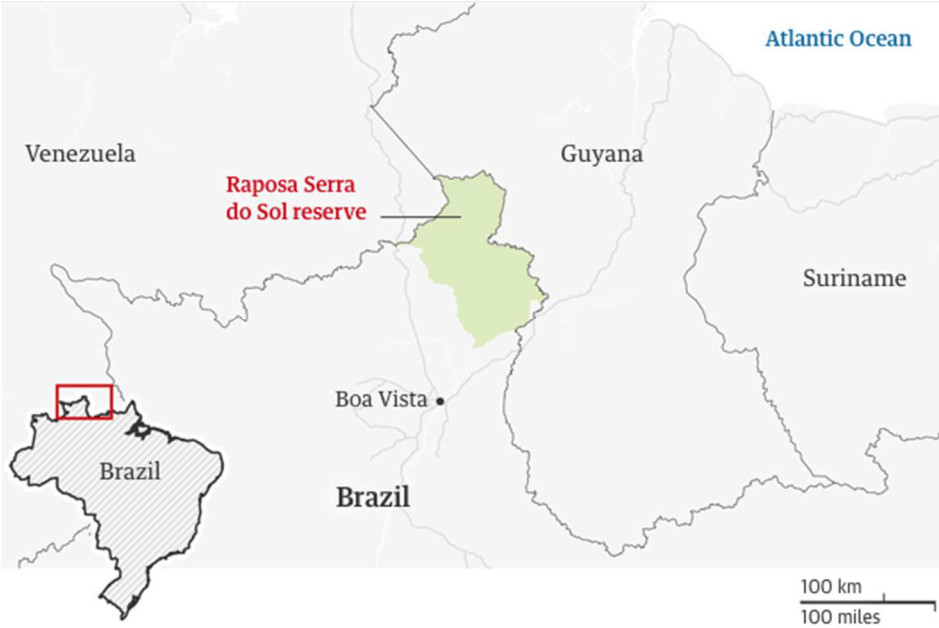 Atlantic Ocean
Venezuela
Guyana
Raposa Serra
do Sol reserve
Suriname
Boa Vista
Brazil
Brazil
100 km
100 miles